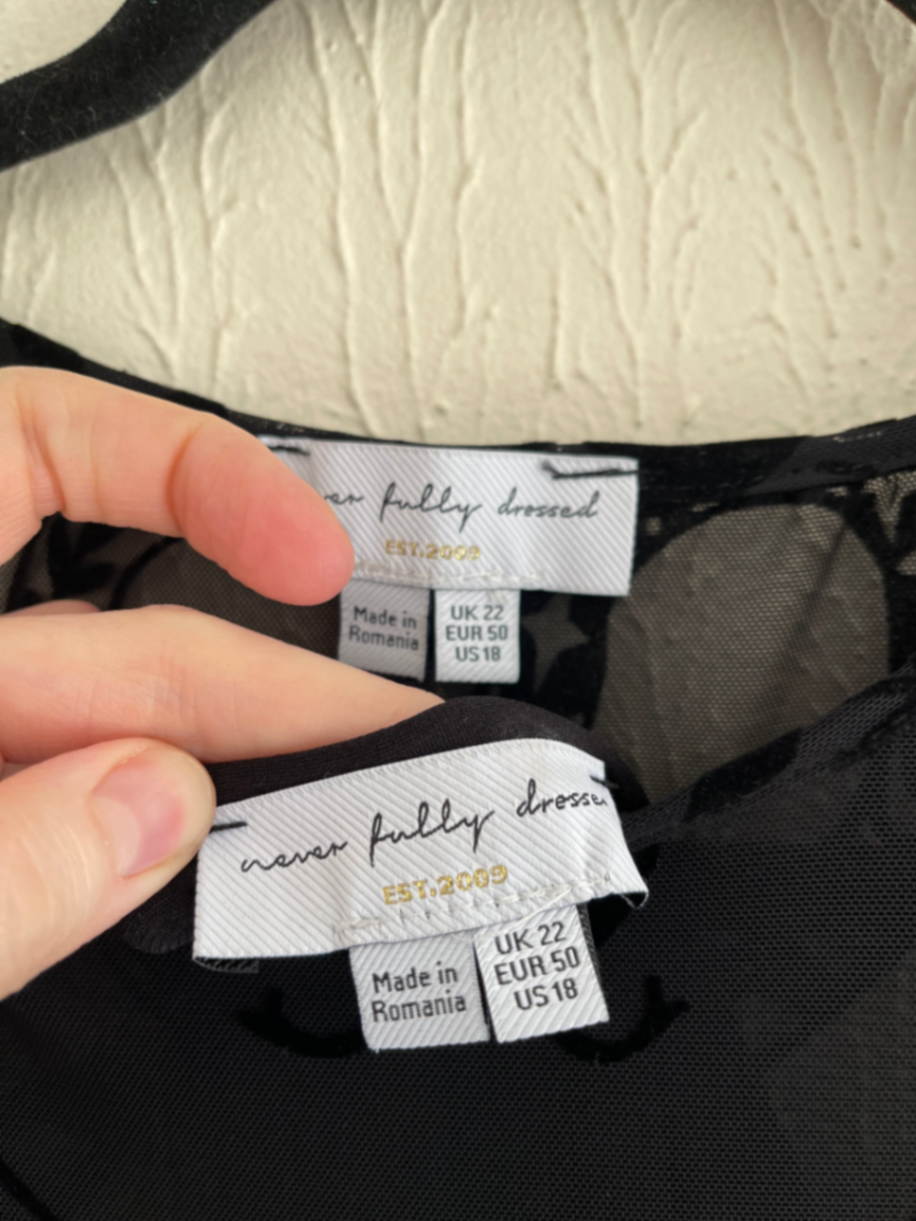 fully dressed
EST.2009
Made in
Romania
UK 22
EUR 50
US 18
never fully dresse
EST.2009
Made in
Romania
UK 22
EUR 50
US 18